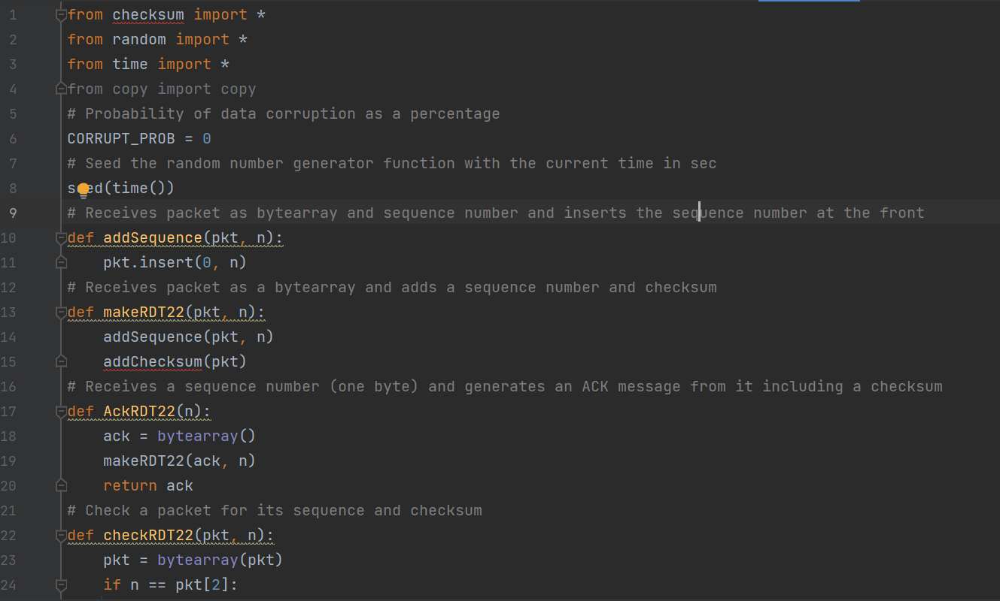 1 from checksum import *
2 from random import *
3 from time import *
4 from copy import copy
5 # Probability of data corruption as a percentage
6 CORRUPT_PROB = 0
7 # Seed the random number generator function with the current time in sec
8 seed(time())
9 # Receives packet as bytearray and sequence number and inserts the sequence number at the front
10 def addSequence(pkt, n):
11     pkt.insert(0, n)
12 # Receives packet as a bytearray and adds a sequence number and checksum
13 def makeRDT22(pkt, n):
14     addSequence(pkt, n)
15     addChecksum(pkt)
16 # Receives a sequence number (one byte) and generates an ACK message from it including a checksum
17 def AckRDT22(n):
18     ack = bytearray()
19     makeRDT22(ack, n)
20     return ack
21 # Check a packet for its sequence and checksum
22 def checkRDT22(pkt, n):
23     pkt = bytearray(pkt)
24     if n == pkt[2]: